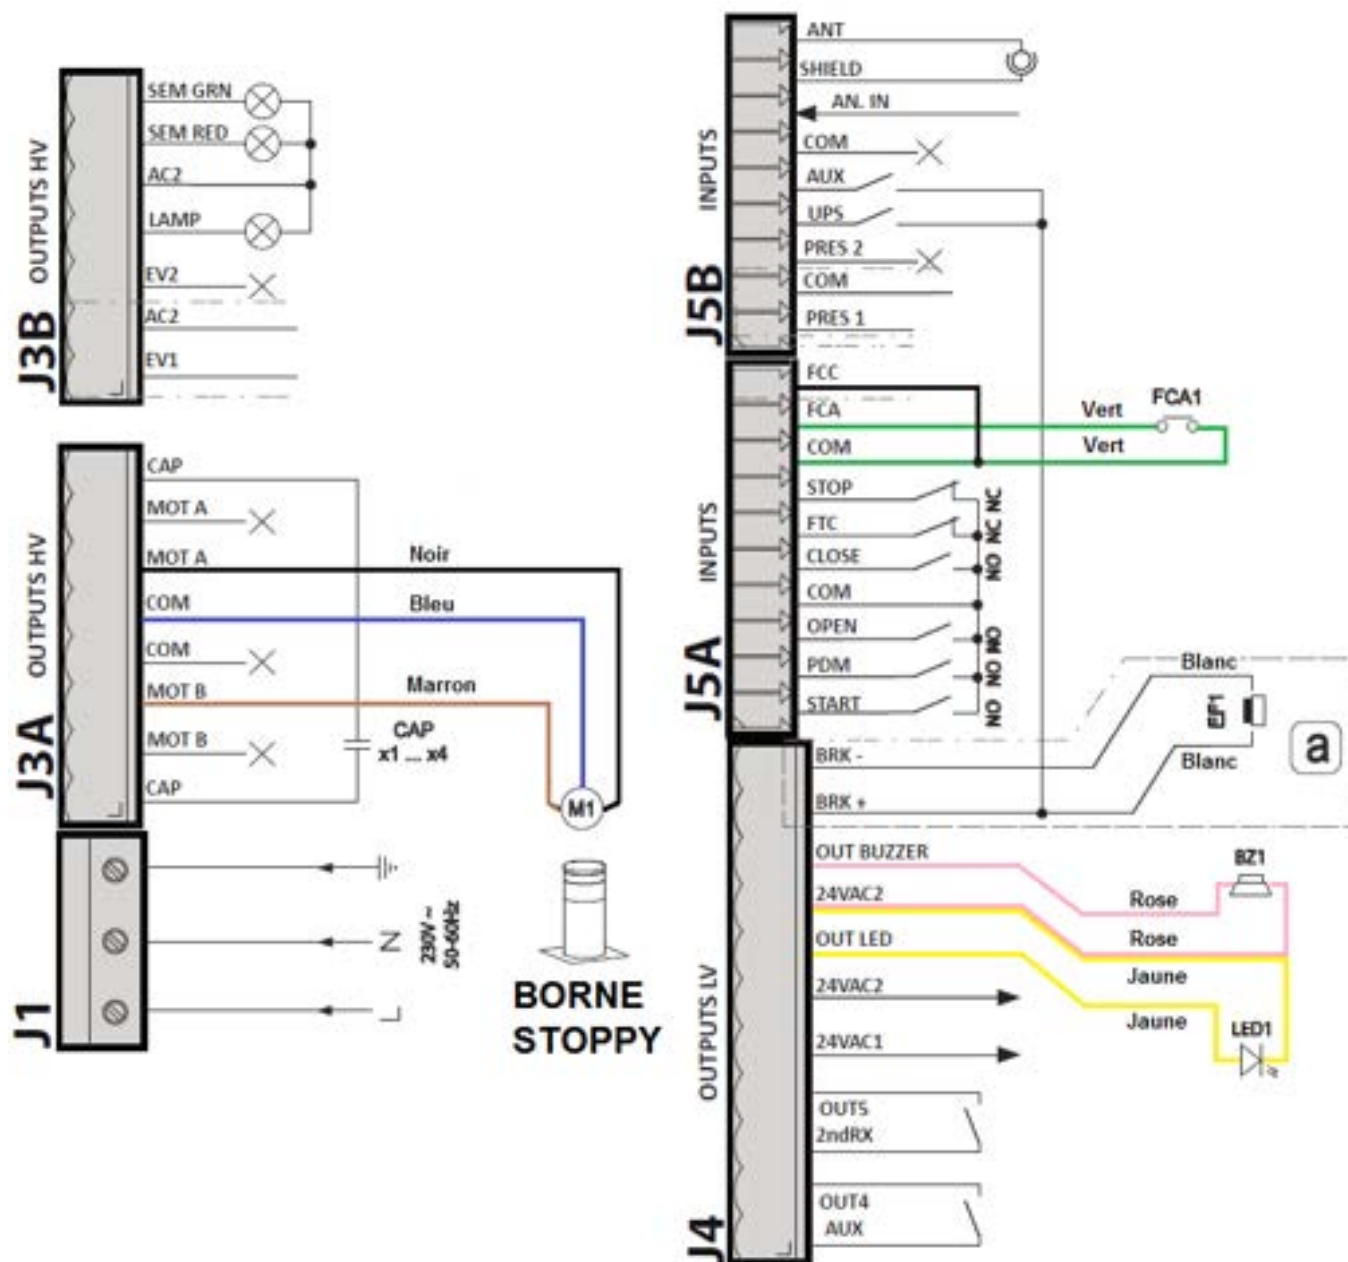 J3B
OUTPUTS HV
SEM GRN
SEM RED
AC2
LAMP
EV2
AC2
EV1
J3A
OUTPUTS HV
CAP
MOT A
MOT A
Noir
COM
Bleu
COM
MOT B
Marron
MOT B
CAP
CAP
x1 ... x4
M1
J1
N
L
230V ~
50-60Hz
BORNE
STOPPY
J5B
INPUTS
ANT
SHIELD
AN. IN
COM
AUX
UPS
PRES 2
COM
PRES 1
J5A
INPUTS
FCC
FCA
Vert
FCA1
COM
Vert
STOP
NC
FTC
NC
CLOSE
NO
COM
OPEN
NO
PDM
NO
START
NO
J4
OUTPUTS LV
BRK -
Blanc
EF1
a
BRK +
Blanc
OUT BUZZER
BZ1
Rose
24VAC2
Rose
OUT LED
Jaune
24VAC2
Jaune
LED1
24VAC1
OUT5
2ndRX
OUT4
AUX